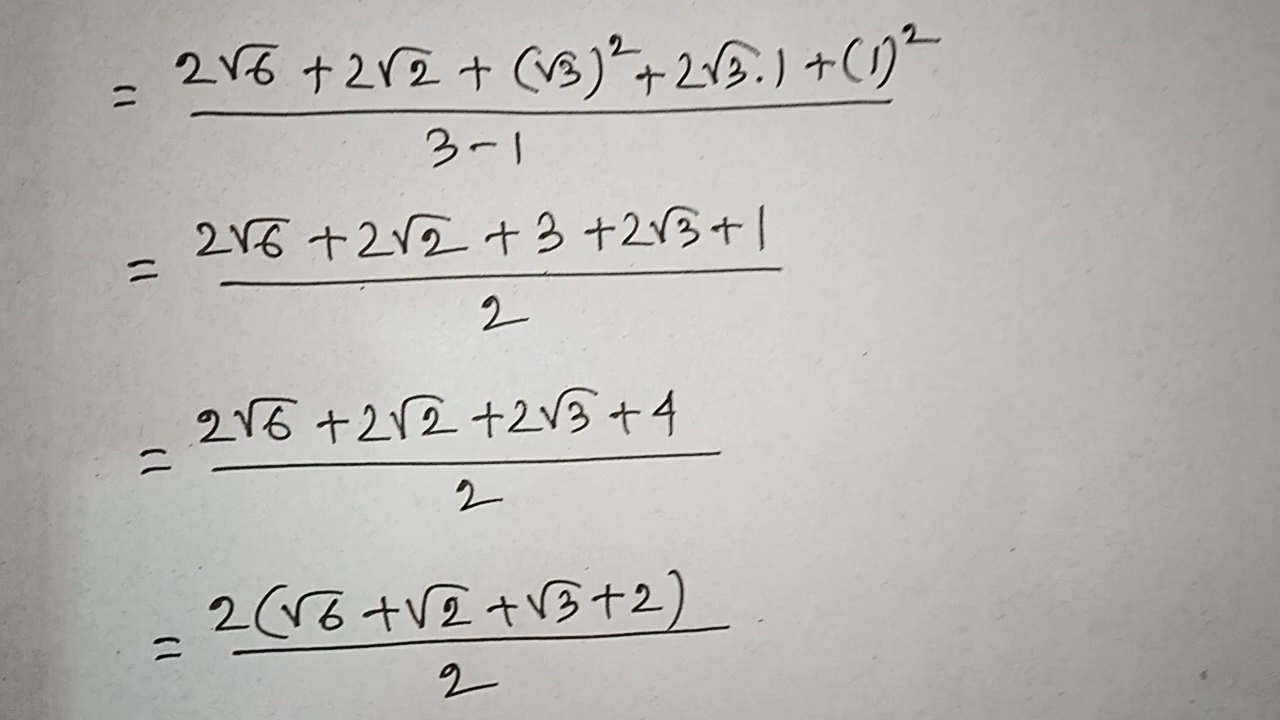 = (2√6 + 2√2 + (√3)² + 2√3.1 + (1)²) / (3-1)
= (2√6 + 2√2 + 3 + 2√3 + 1) / 2
= (2√6 + 2√2 + 2√3 + 4) / 2
= 2(√6 + √2 + √3 + 2) / 2